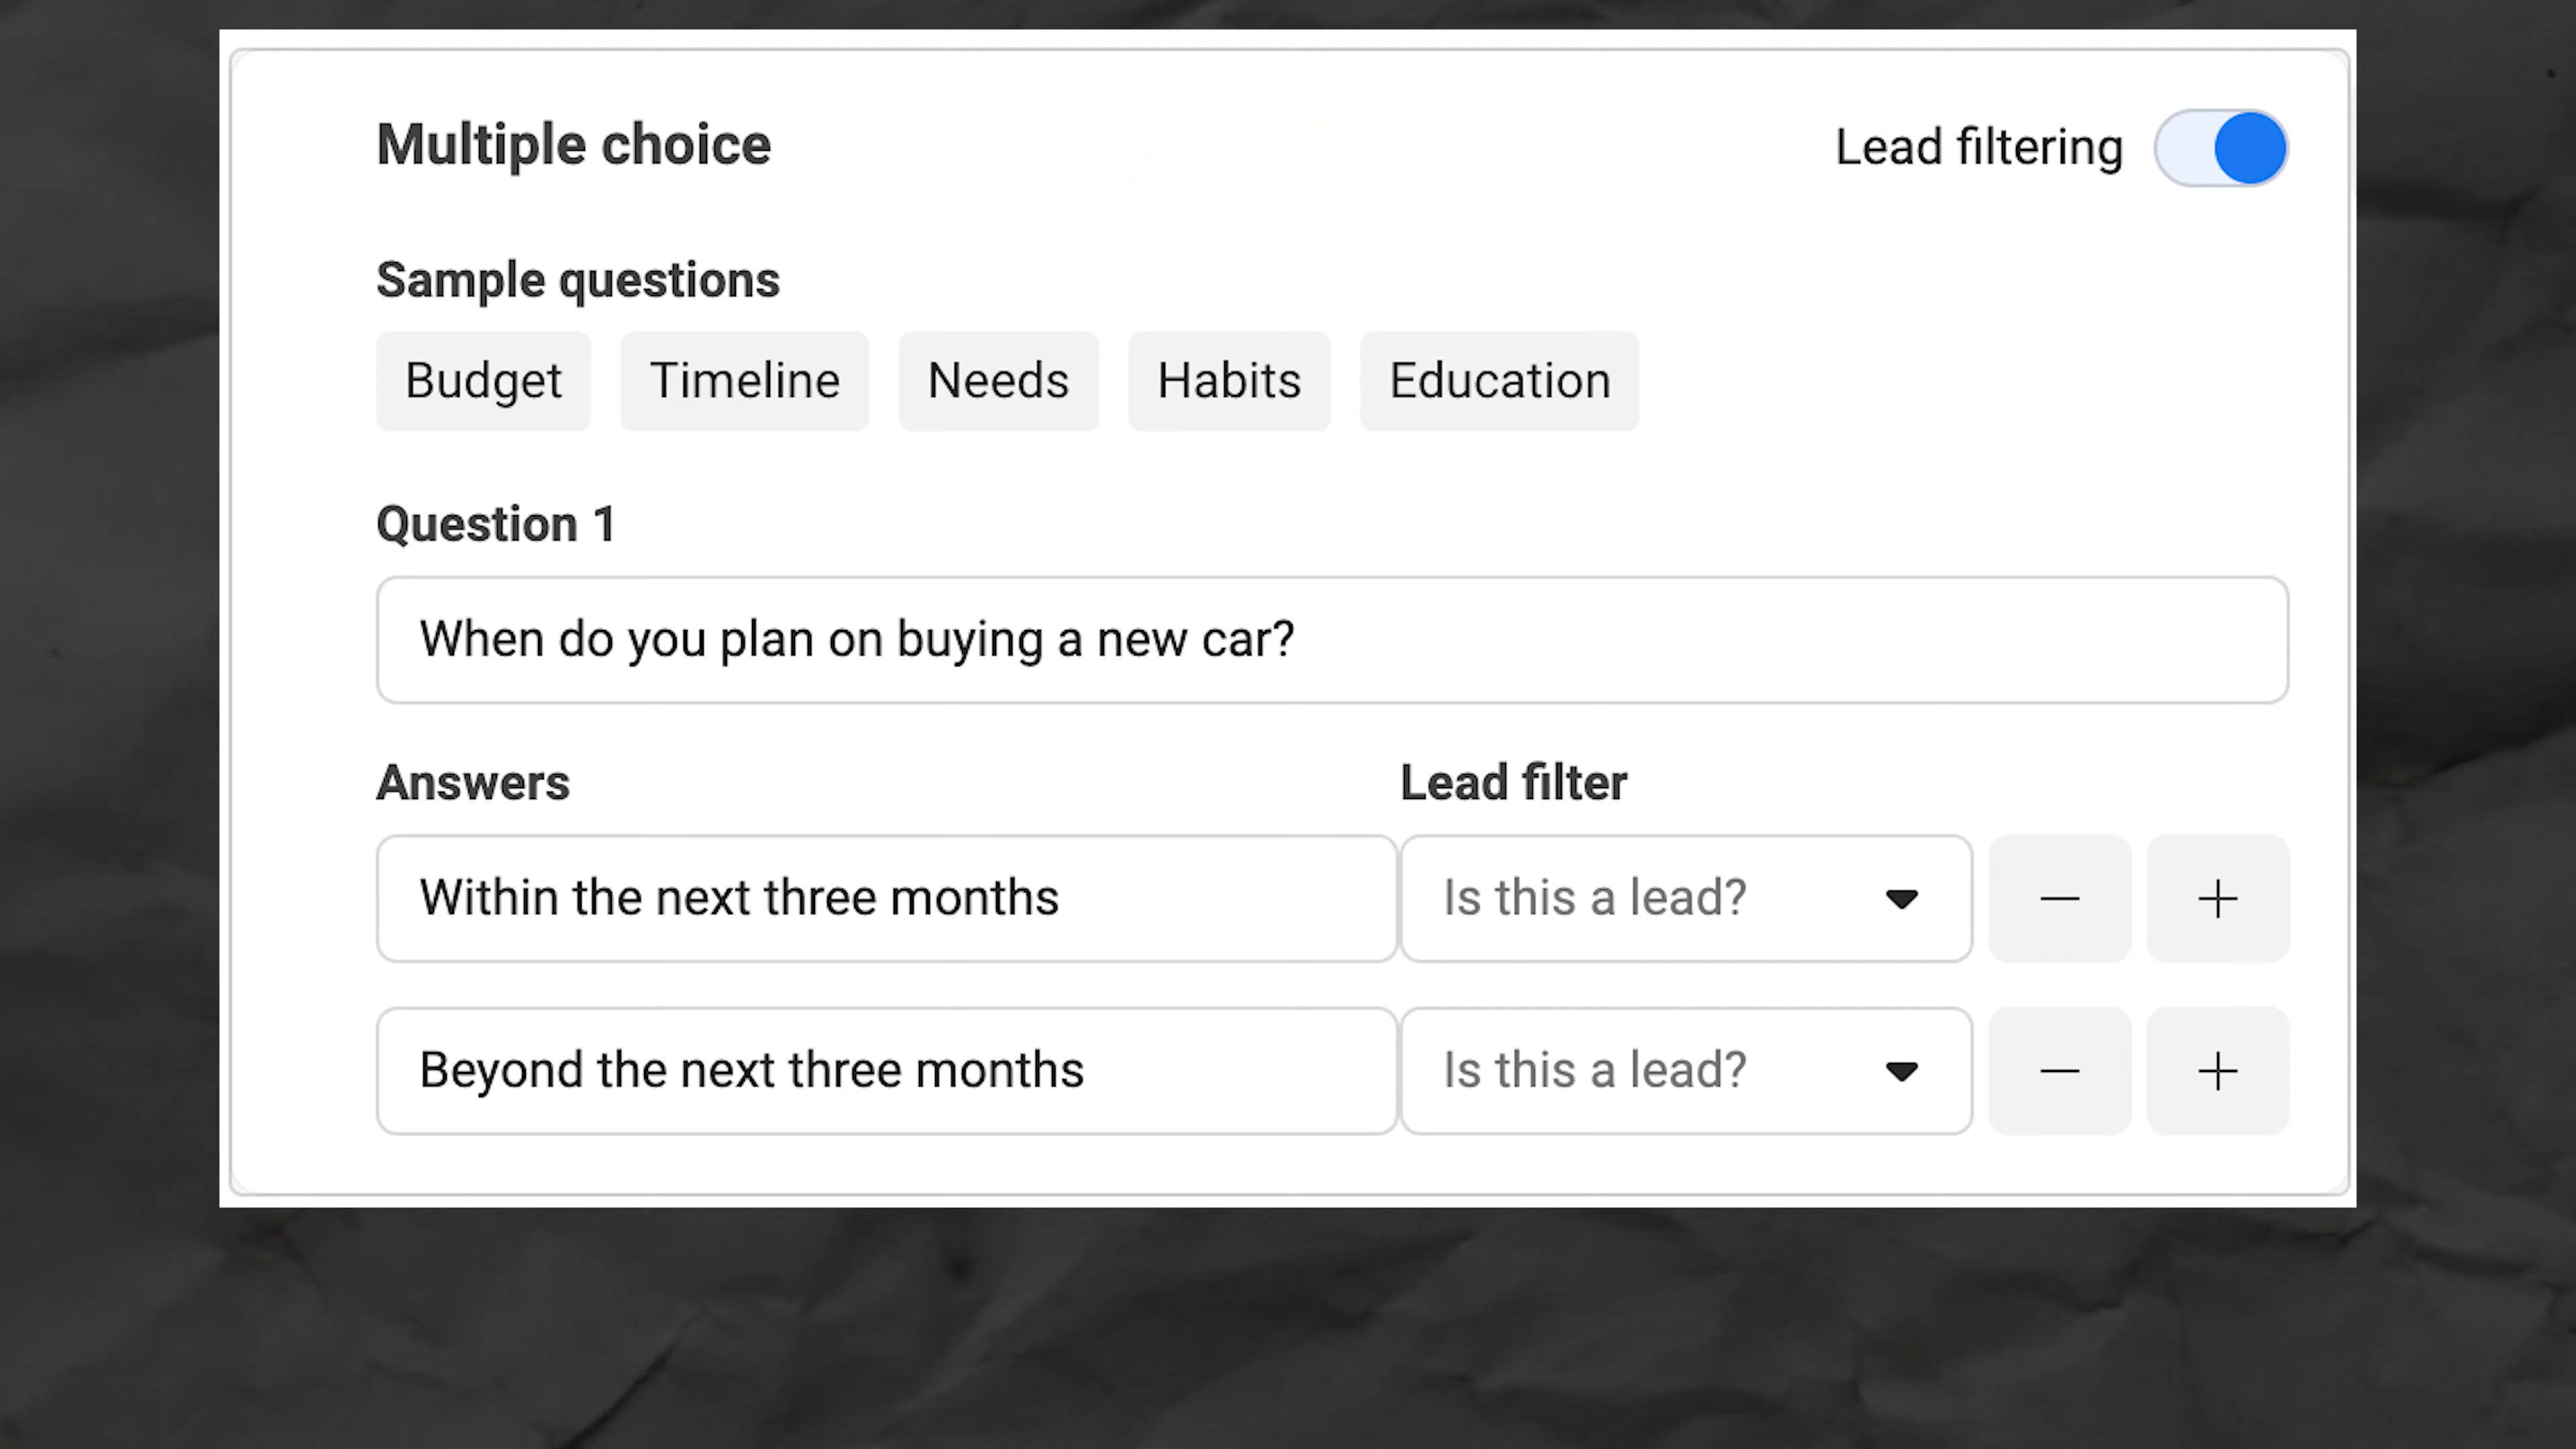 Multiple choice
Lead filtering
Sample questions
Budget Timeline Needs Habits Education
Question 1
When do you plan on buying a new car?
Answers Lead filter
Within the next three months Is this a lead?
Beyond the next three months Is this a lead?